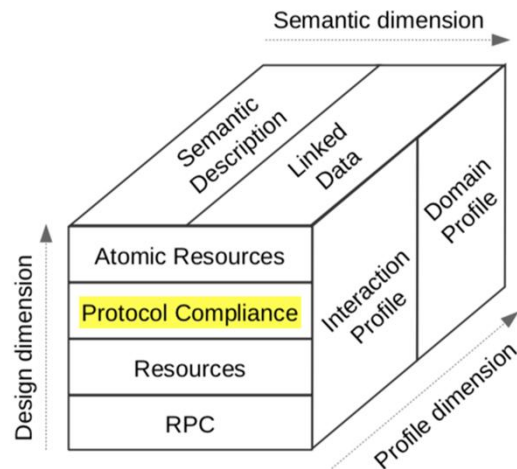 Semantic dimension
Semantic
Description
Linked
Data
Design dimension
Atomic Resources
Protocol Compliance
Resources
RPC
Interaction
Profile
Domain
Profile
Profile dimension